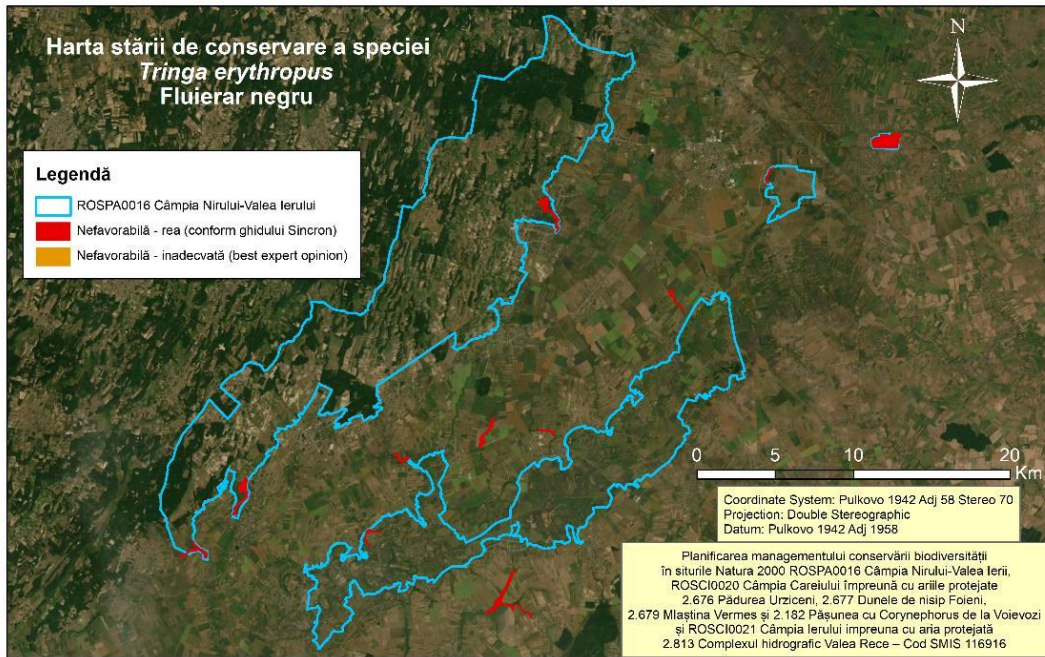 Harta stării de conservare a speciei
Tringa erythropus
Fluierar negru
N
Legendă
ROSPA0016 Câmpia Nirului-Valea Ierului
Nefavorabilă - rea (conform ghidului Sincron)
Nefavorabilă - inadecvată (best expert opinion)
0 5 10 20
Km
Coordinate System: Pulkovo 1942 Adj 58 Stereo 70
Projection: Double Stereographic
Datum: Pulkovo 1942 Adj 1958
Planificarea managementului conservării biodiversității
în siturile Natura 2000 ROSPA0016 Câmpia Nirului-Valea Ierii,
ROSCI0020 Câmpia Careiului împreună cu ariile protejate
2.676 Pădurea Urziceni, 2.677 Dunele de nisip Foieni,
2.679 Mlaștina Vermes și 2.182 Pășunea cu Corynephorus de la Voievozi
și ROSCI0021 Câmpia Ierului impreuna cu aria protejată
2.813 Complexul hidrografic Valea Rece – Cod SMIS 116916